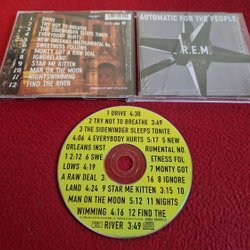 DRIVE
TRY NOT TO BREATHE
THE SIDEWINDER SLEEPS TONITE
EVERYBODY HURTS
NEW ORLEANS INSTRUMENTAL No. 1
SWEETNESS FOLLOWS
MONTY GOT A RAW DEAL
IGNORELAND
STAR ME KITTEN
MAN ON THE MOON
NIGHTSWIMMING
FIND THE RIVER
AUTOMATIC FOR THE PEOPLE
R.E.M.
1 DRIVE 4:30
2 TRY NOT TO BREATHE 3:49
3 THE SIDEWINDER SLEEPS TONITE
4:06 4 EVERYBODY HURTS 5:12 5 NEW
ORLEANS INST RUMENTAL NO.
1 2:12 6 SWE ETNESS FOL
LOWS 4:19 7 MONTY GOT
A RAW DEAL 16 8 IGNORE
LAND 4:24 9 STAR ME KITTEN 3:15 10
MAN ON THE MOON 5:12 11 NIGHTS
WIMMING 4:16 12 FIND THE
RIVER 3:49